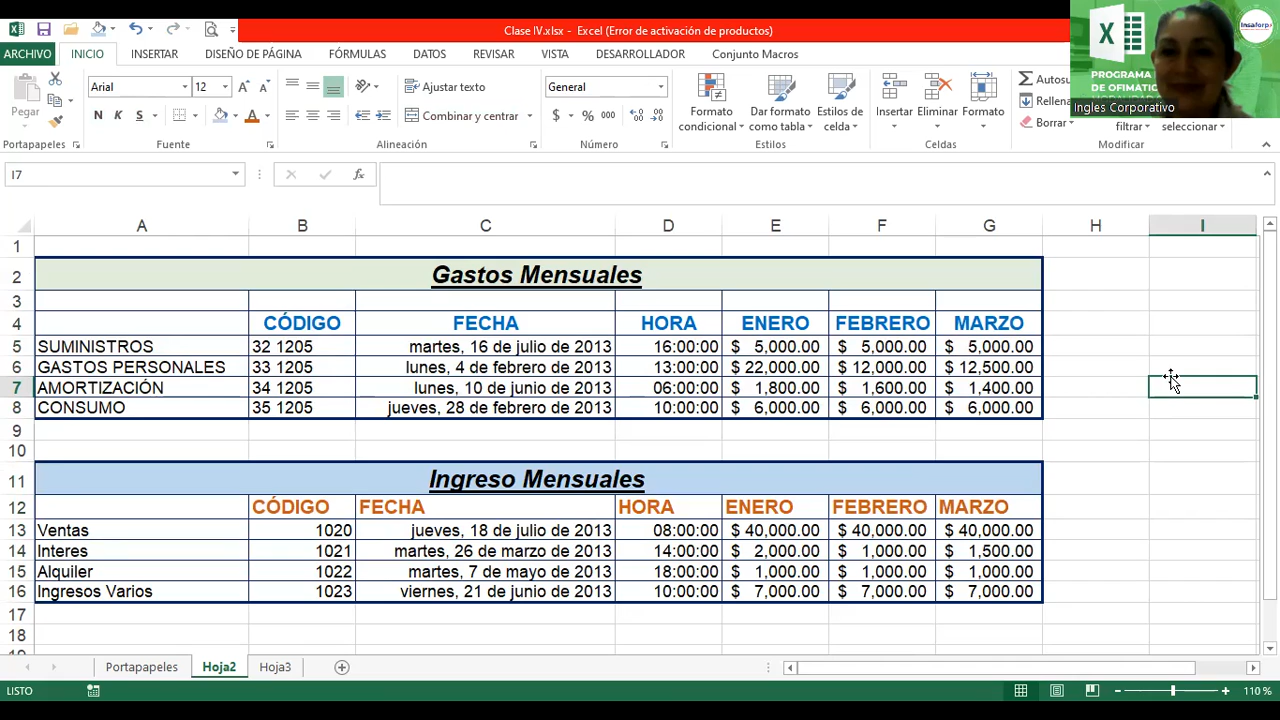 Clase IV.xlsx - Excel (Error de activación de productos)
ARCHIVO INICIO INSERTAR DISEÑO DE PÁGINA FÓRMULAS DATOS REVISAR VISTA DESARROLLADOR Conjunto Macros
Pegar
Portapapeles
Arial 12
N K S
Fuente
Ajustar texto
Combinar y centrar
Alineación
General
$ % 000
Número
Formato condicional
Dar formato como tabla
Estilos de celda
Estilos
Insertar Eliminar Formato
Celdas
Autosu
Rellena
Borrar
filtrar seleccionar
Modificar
PROGRAMA
DE OFIMATIC
Insaforp
Ingles Corporativo
I7
A B C D E F G H I
1
2 Gastos Mensuales
3
4 CÓDIGO FECHA HORA ENERO FEBRERO MARZO
5 SUMINISTROS 32 1205 martes, 16 de julio de 2013 16:00:00 $ 5,000.00 $ 5,000.00 $ 5,000.00
6 GASTOS PERSONALES 33 1205 lunes, 4 de febrero de 2013 13:00:00 $ 22,000.00 $ 12,000.00 $ 12,500.00
7 AMORTIZACIÓN 34 1205 lunes, 10 de junio de 2013 06:00:00 $ 1,800.00 $ 1,600.00 $ 1,400.00
8 CONSUMO 35 1205 jueves, 28 de febrero de 2013 10:00:00 $ 6,000.00 $ 6,000.00 $ 6,000.00
9
10
11 Ingreso Mensuales
12 CÓDIGO FECHA HORA ENERO FEBRERO MARZO
13 Ventas 1020 jueves, 18 de julio de 2013 08:00:00 $ 40,000.00 $ 40,000.00 $ 40,000.00
14 Interes 1021 martes, 26 de marzo de 2013 14:00:00 $ 2,000.00 $ 1,000.00 $ 1,500.00
15 Alquiler 1022 martes, 7 de mayo de 2013 18:00:00 $ 1,000.00 $ 1,000.00 $ 1,000.00
16 Ingresos Varios 1023 viernes, 21 de junio de 2013 10:00:00 $ 7,000.00 $ 7,000.00 $ 7,000.00
17
18
Portapapeles Hoja2 Hoja3
LISTO
110 %